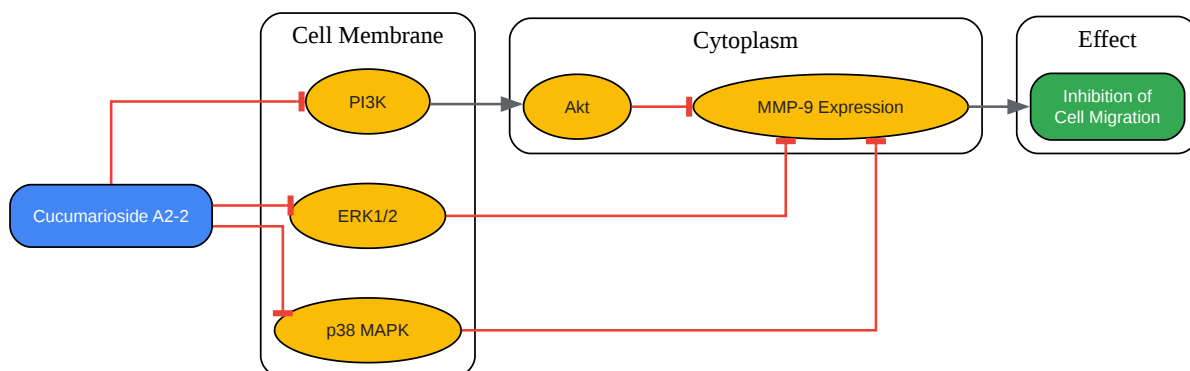 Cell Membrane
Cytoplasm
Effect
PI3K
Akt
MMP-9 Expression
Inhibition of
Cell Migration
Cucumarioside A2-2
ERK1/2
p38 MAPK